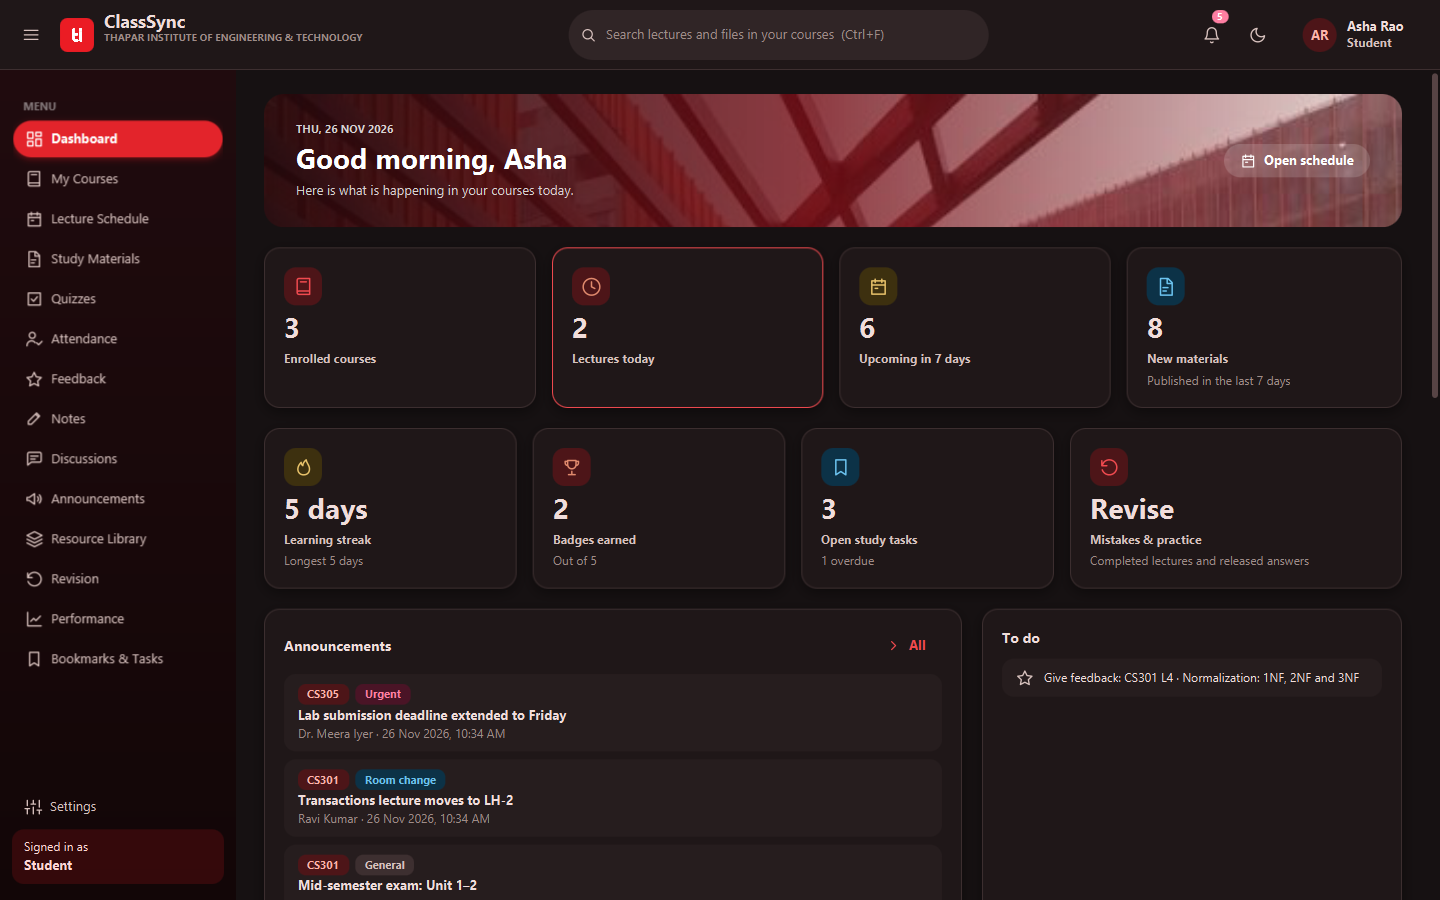 ClassSync
THAPAR INSTITUTE OF ENGINEERING & TECHNOLOGY
Search lectures and files in your courses (Ctrl+F)
5
AR
Asha Rao
Student
MENU
Dashboard
My Courses
Lecture Schedule
Study Materials
Quizzes
Attendance
Feedback
Notes
Discussions
Announcements
Resource Library
Revision
Performance
Bookmarks & Tasks
Settings
Signed in as
Student
THU, 26 NOV 2026
Good morning, Asha
Here is what is happening in your courses today.
Open schedule
3
Enrolled courses
2
Lectures today
6
Upcoming in 7 days
8
New materials
Published in the last 7 days
5 days
Learning streak
Longest 5 days
2
Badges earned
Out of 5
3
Open study tasks
1 overdue
Revise
Mistakes & practice
Completed lectures and released answers
Announcements
All
CS305 Urgent
Lab submission deadline extended to Friday
Dr. Meera Iyer · 26 Nov 2026, 10:34 AM
CS301 Room change
Transactions lecture moves to LH-2
Ravi Kumar · 26 Nov 2026, 10:34 AM
CS301 General
Mid-semester exam: Unit 1–2
To do
Give feedback: CS301 L4 · Normalization: 1NF, 2NF and 3NF